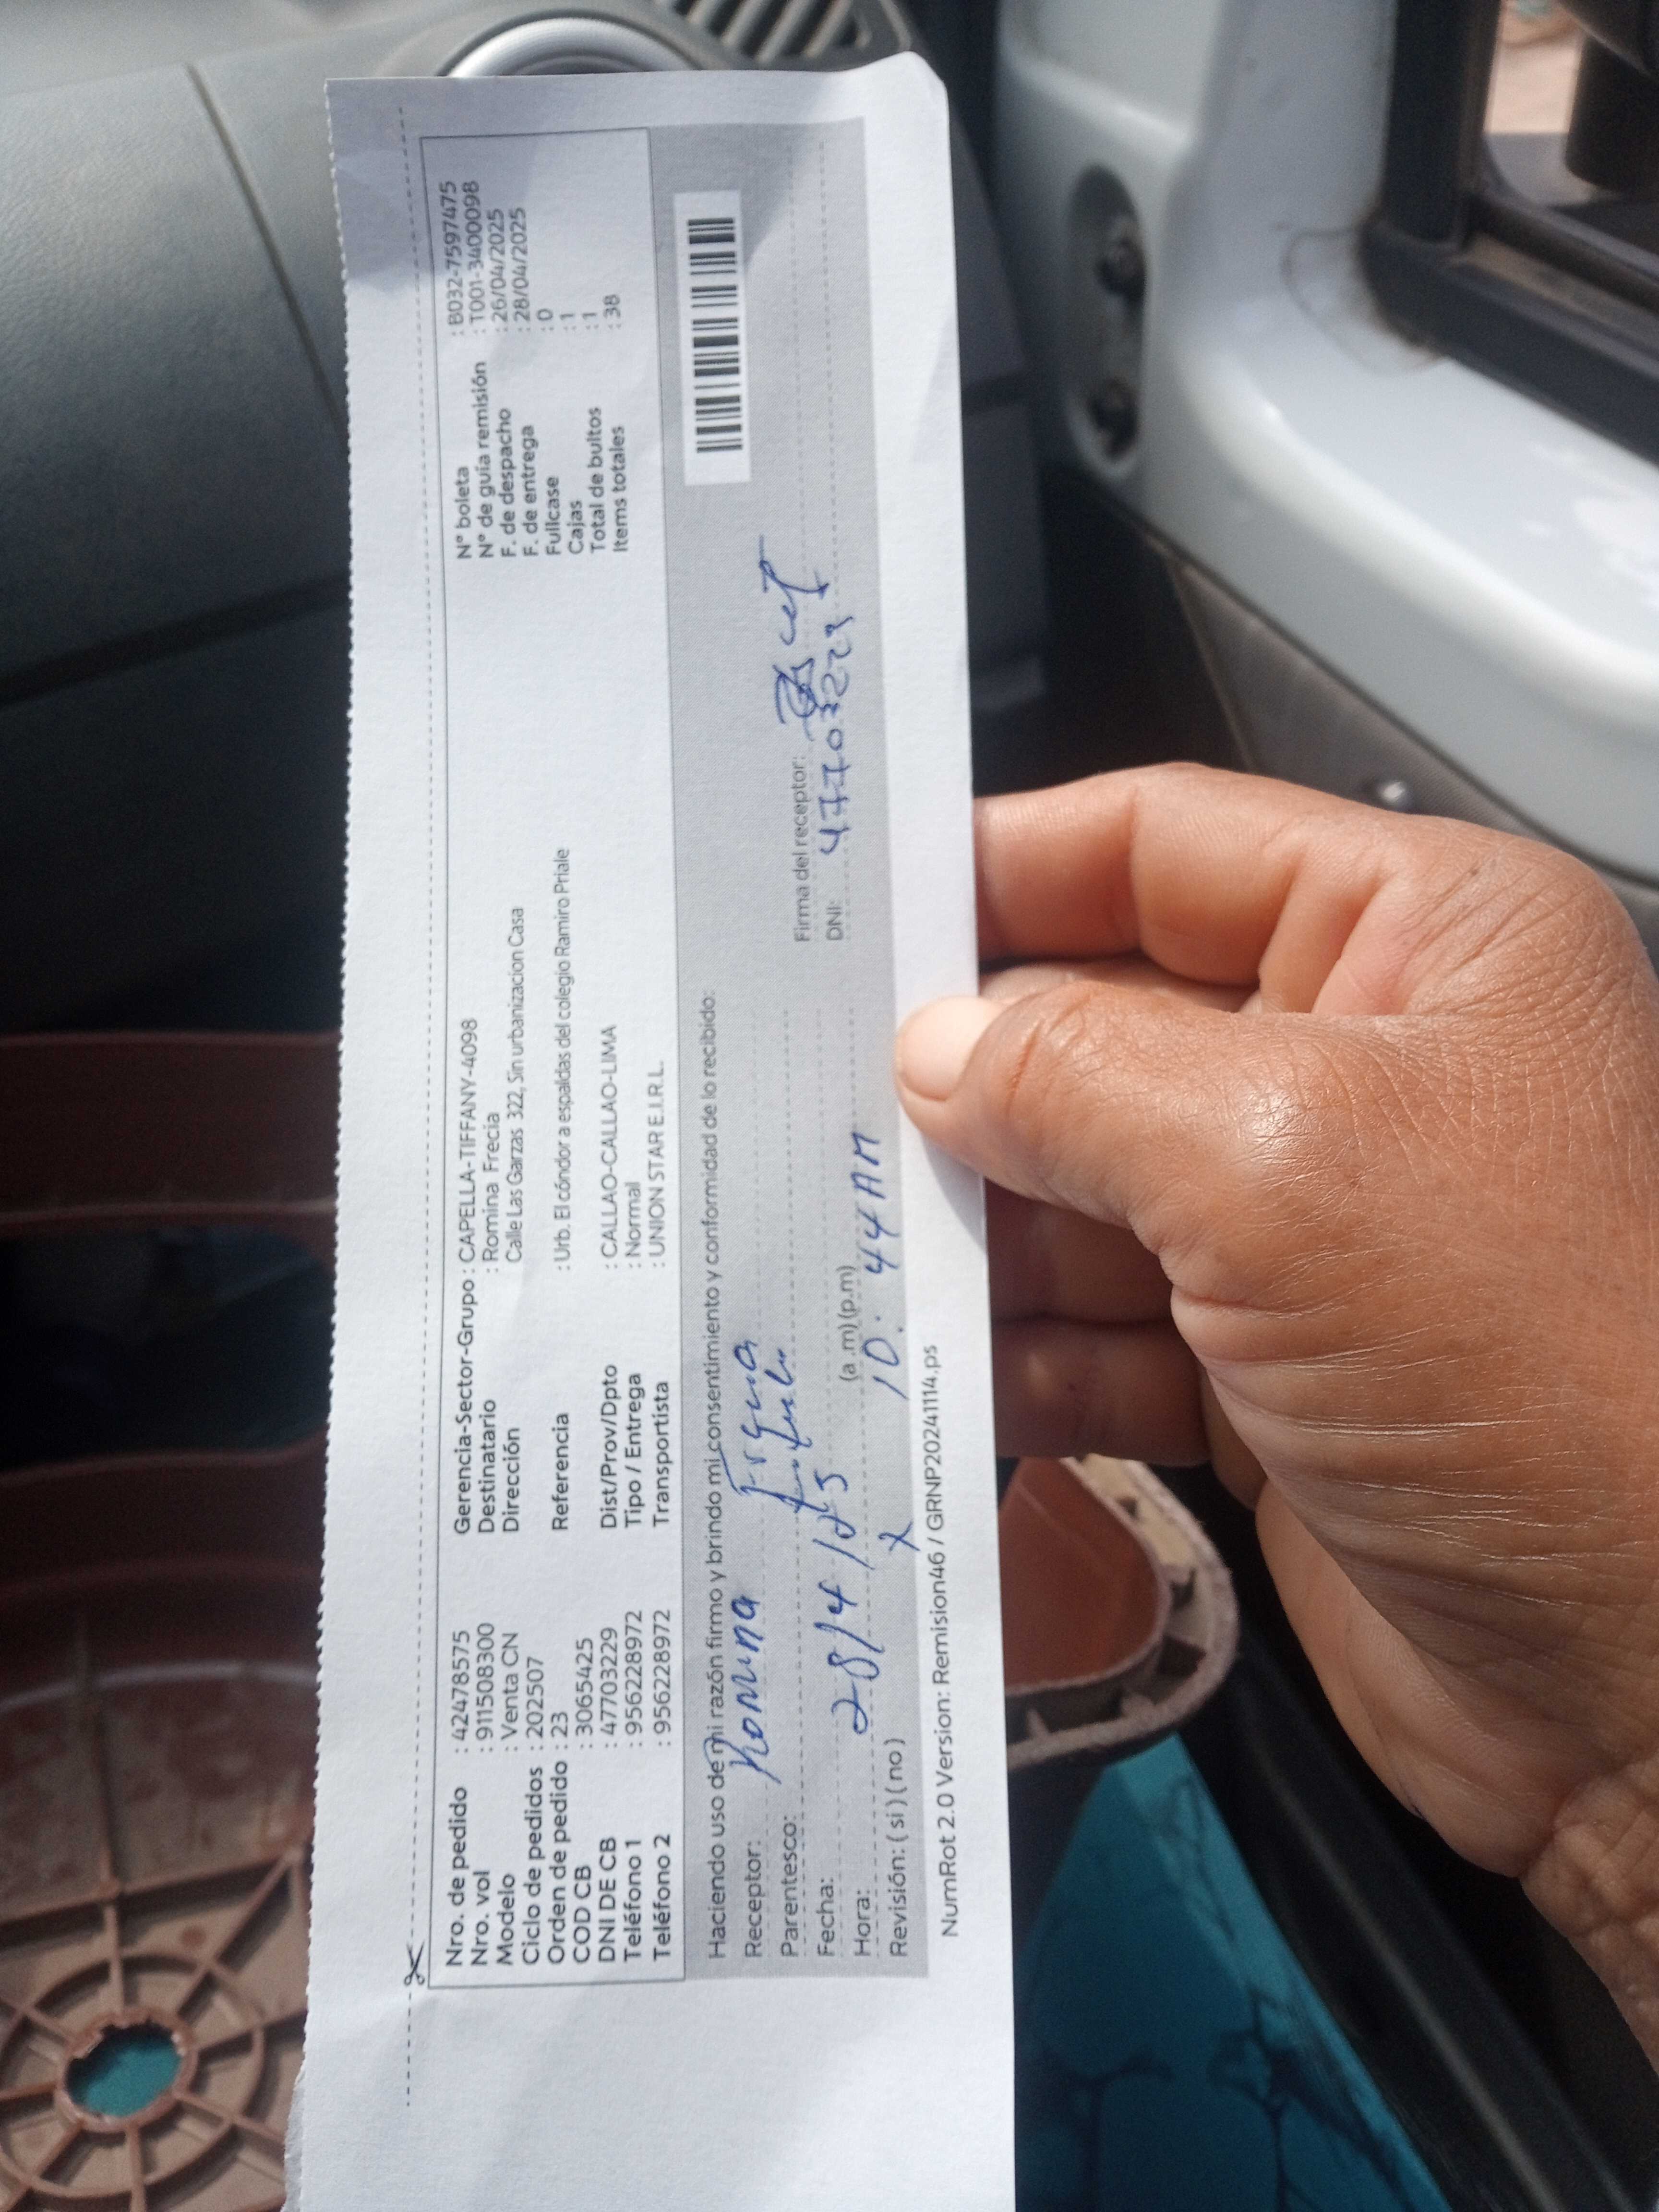 Nro. de pedido : 42478575
Nro. vol : 911508300
Modelo : Venta CN
Ciclo de pedidos : 202507
Orden de pedido : 23
COD CB : 3065425
DNI DE CB : 47703229
Teléfono 1 : 956228972
Teléfono 2 : 956228972
Gerencia-Sector-Grupo : CAPELLA-TIFFANY-4098
Destinatario : Romina Frecia
Dirección Calle Las Garzas 322, Sin urbanizacion Casa
Referencia : Urb. El cóndor a espaldas del colegio Ramiro Priale
Dist/Prov/Dpto : CALLAO-CALLAO-LIMA
Tipo / Entrega : Normal
Transportista : UNION STAR E.I.R.L.
N° boleta : B032-7597475
N° de guía remisión : T001-3400098
F. de despacho : 26/04/2025
F. de entrega : 28/04/2025
Fullcase : 0
Cajas : 1
Total de bultos : 1
Items totales : 38
Haciendo uso de mi razón firmo y brindo mi consentimiento y conformidad de lo recibido:
Receptor: Romina
Parentesco:
Fecha: 28/4/25
Hora: (a .m) (p.m) 10: 44 AM
Revisión: ( si ) ( no ) X
Firma del receptor:
DNI: 47703229
NumRot 2.0 Version: Remision46 / GRNP20241114.ps